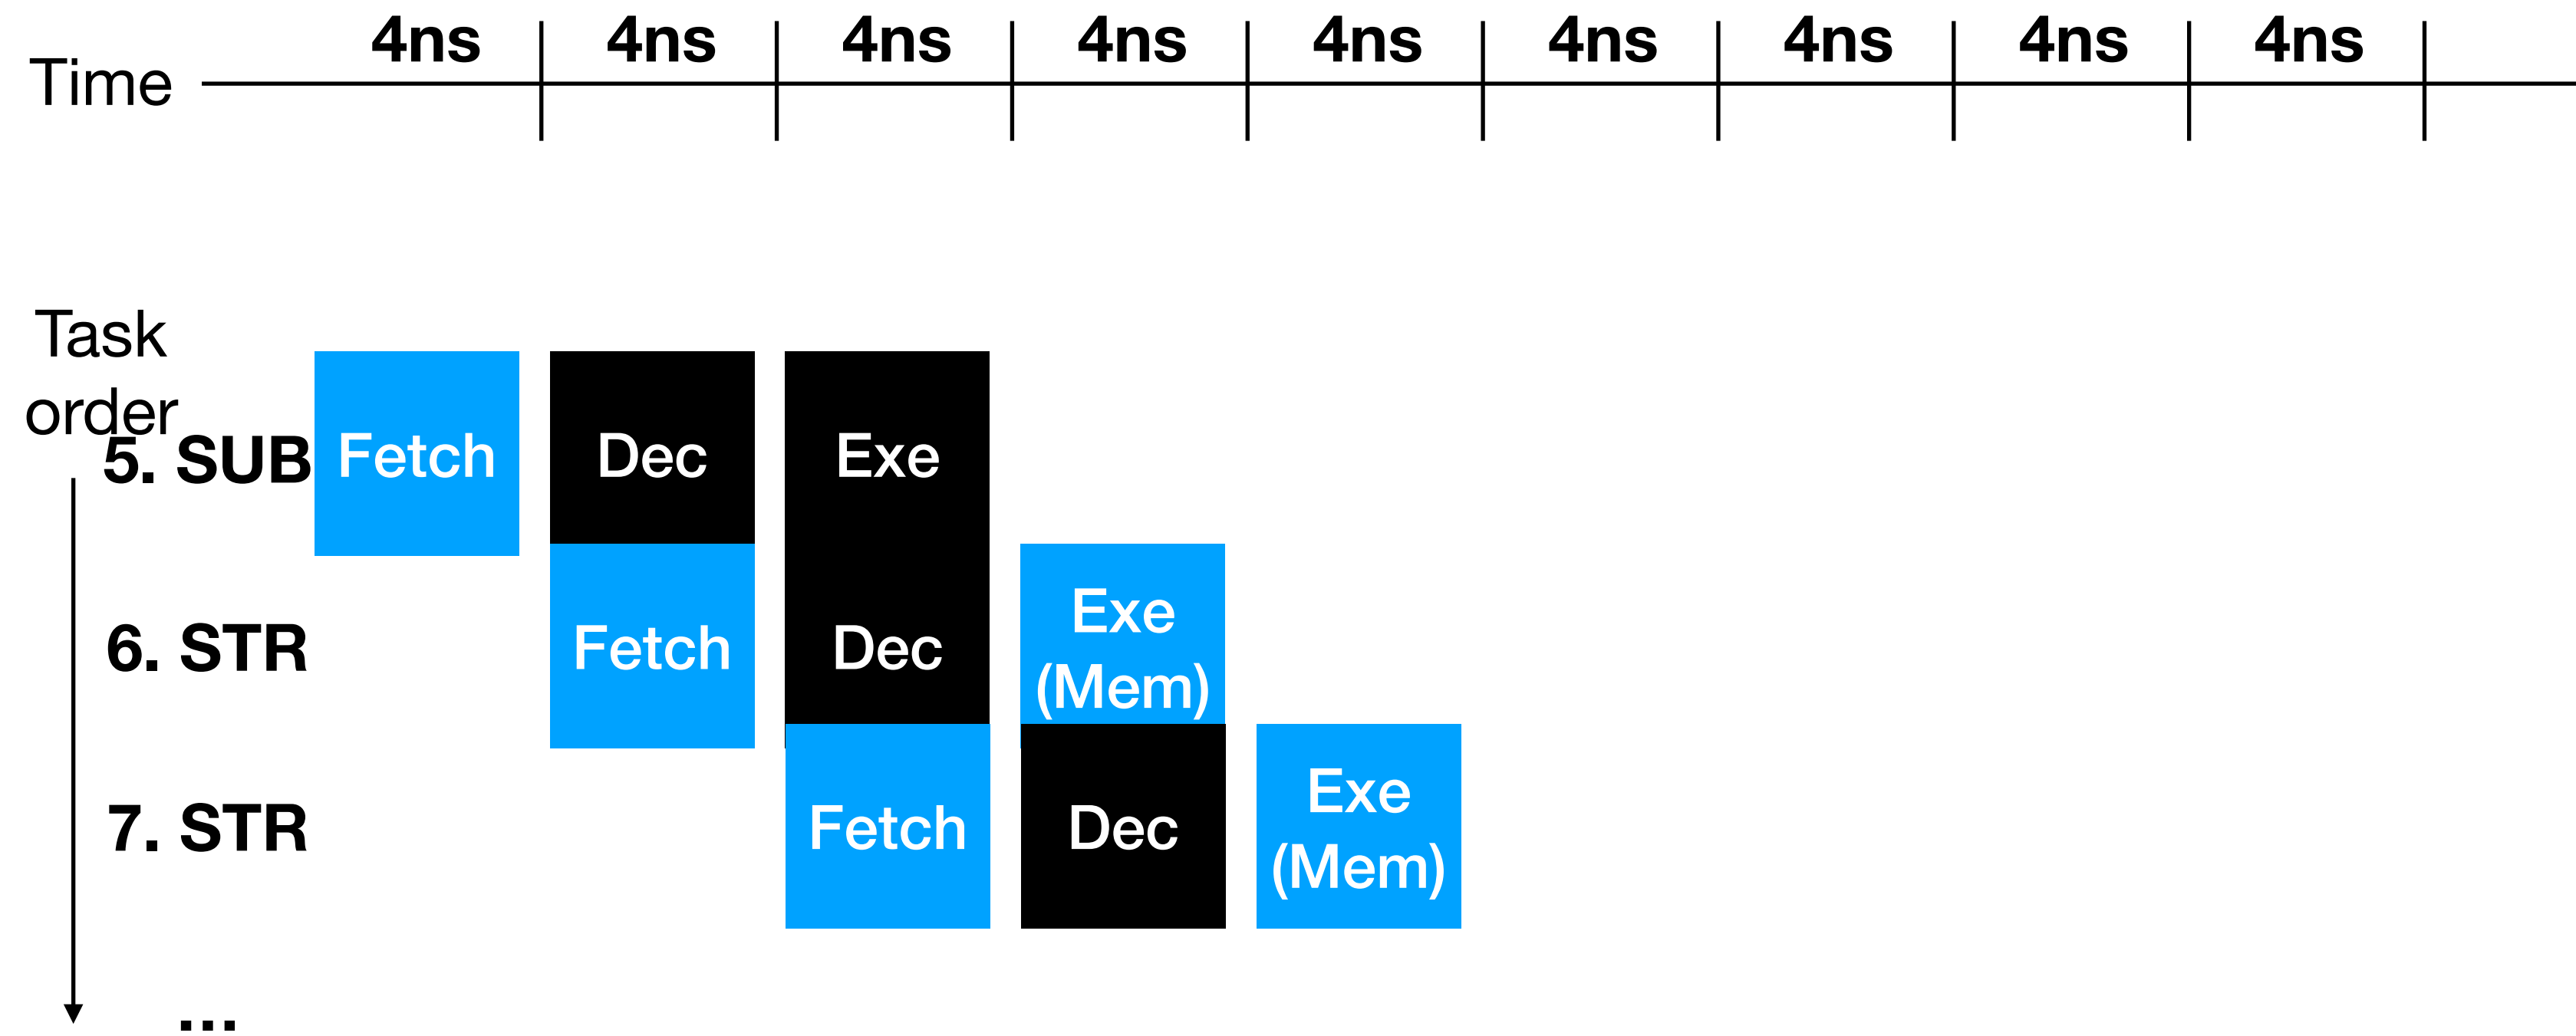 4ns 4ns 4ns 4ns 4ns 4ns 4ns 4ns 4ns
Time
Task
order
5. SUB Fetch Dec Exe
6. STR Fetch Dec Exe
(Mem)
7. STR Fetch Dec Exe
(Mem)
...